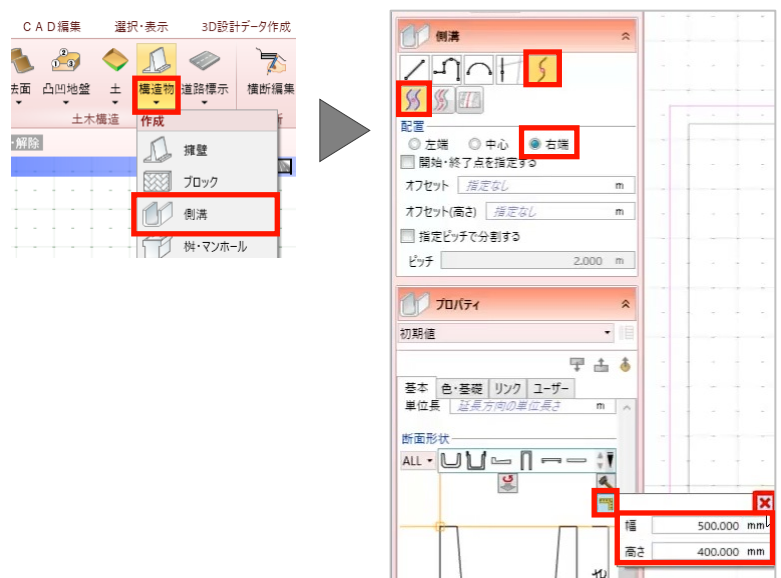 ＣＡＤ編集 選択・表示 3D設計データ作成
法面 凸凹地盤 土 構造物 道路標示 横断編集
土木構造
作成
解除
擁壁
ブロック
側溝
桝・マンホール
側溝
配置
左端 中心 右端
開始・終了点を指定する
オフセット 指定なし m
オフセット(高さ) 指定なし m
指定ピッチで分割する
ピッチ 2.000 m
プロパティ
初期値
基本 色・基礎 リンク ユーザー
単位長 延長方向の単位長さ m
断面形状
ALL
幅 500.000 mm
高さ 400.000 mm